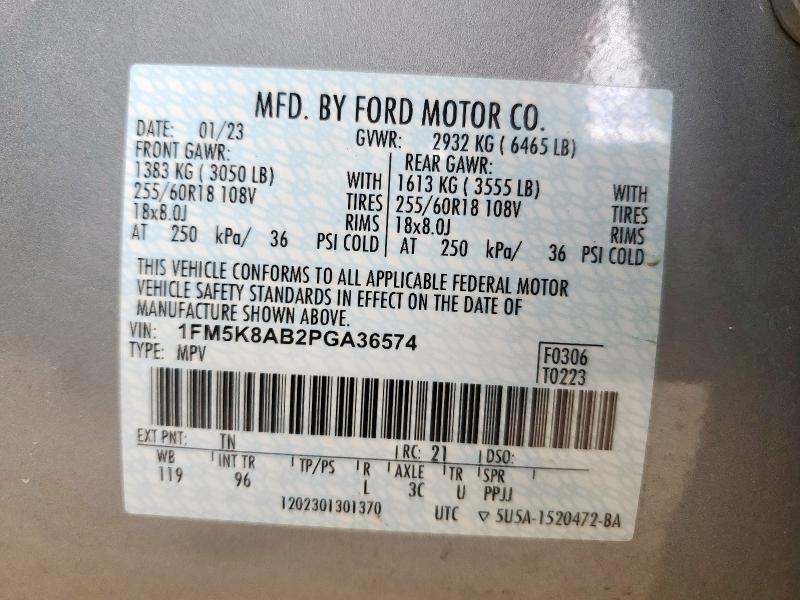 MFD. BY FORD MOTOR CO.
DATE: 01/23 GVWR: 2932 KG ( 6465 LB)
FRONT GAWR: REAR GAWR:
1383 KG ( 3050 LB) WITH 1613 KG ( 3555 LB) WITH
255/60R18 108V TIRES 255/60R18 108V TIRES
18x8.0J RIMS 18x8.0J RIMS
AT 250 kPa/ 36 PSI COLD AT 250 kPa/ 36 PSI COLD
THIS VEHICLE CONFORMS TO ALL APPLICABLE FEDERAL MOTOR
VEHICLE SAFETY STANDARDS IN EFFECT ON THE DATE OF
MANUFACTURE SHOWN ABOVE.
VIN: 1FM5K8AB2PGA36574
TYPE: MPV F0306
T0223
EXT PNT: TN RC: 21 DSO:
WB INT TR TP/PS R AXLE TR SPR
119 96 L 3C U PPJJ
1202301301370 UTC ▽ 5U5A-1520472-BA